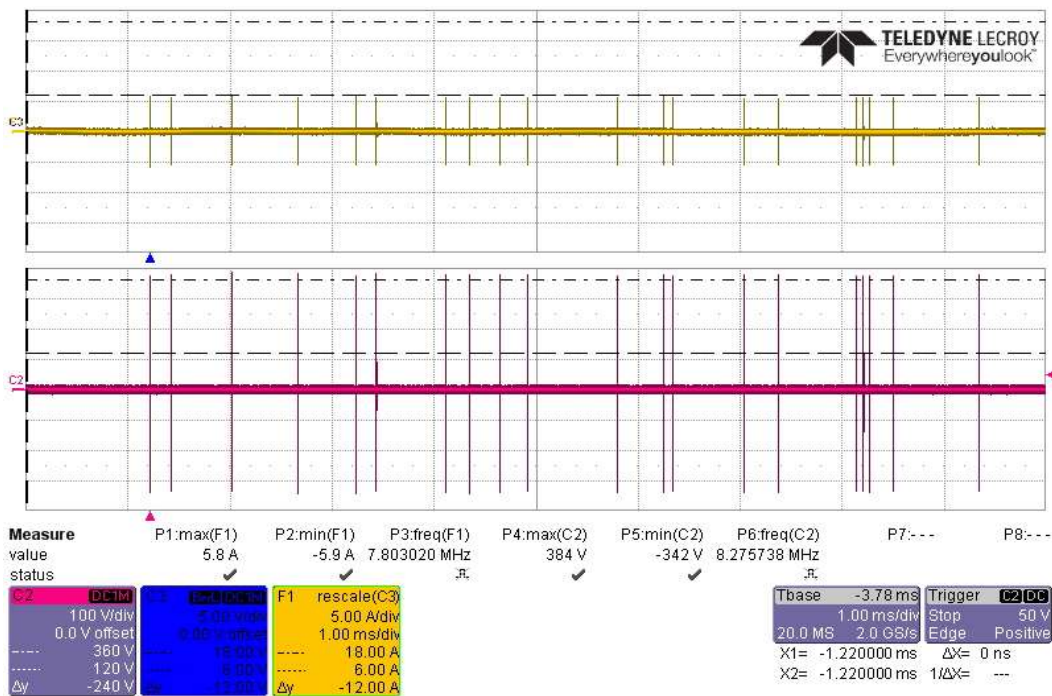 TELEDYNE LECROY
Everywhereyoulook™
C3
C2
Measure P1:max(F1) P2:min(F1) P3:freq(F1) P4:max(C2) P5:min(C2) P6:freq(C2) P7:--- P8:---
value 5.8 A -5.9 A 7.803020 MHz 384 V -342 V 8.275738 MHz
status
C2 DC1M
100 V/div
0.0 V offset
360 V
120 V
Δy -240 V
C3 DC1M
5.00 V/div
0.00 V offset
18.00 V
6.00 V
Δy -12.00 V
F1 rescale(C3)
5.00 A/div
1.00 ms/div
18.00 A
6.00 A
Δy -12.00 A
Tbase -3.78 ms
1.00 ms/div
20.0 MS 2.0 GS/s
Trigger C2 DC
Stop 50 V
Edge Positive
X1= -1.220000 ms ΔX= 0 ns
X2= -1.220000 ms 1/ΔX= ---